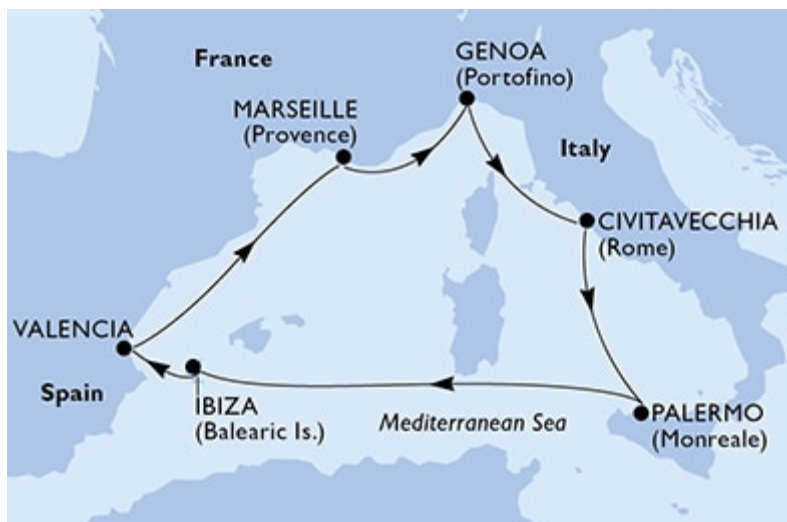 France
GENOA
(Portofino)
MARSEILLE
(Provence)
Italy
CIVITAVECCHIA
(Rome)
VALENCIA
Spain
IBIZA
(Balearic Is.)
Mediterranean Sea
PALERMO
(Monreale)